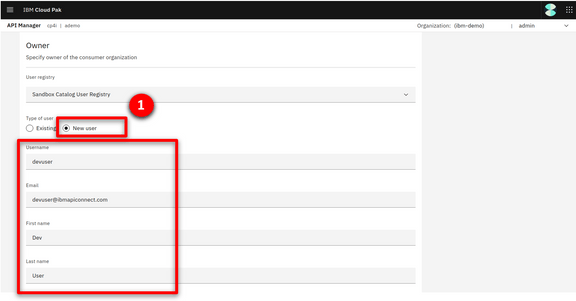 IBM Cloud Pak
API Manager cp4i | ademo Organization: (ibm-demo) | admin
Owner
Specify owner of the consumer organization
User registry
Sandbox Catalog User Registry
1
Type of user
Existing New user
Username
devuser
Email
devuser@ibmapiconnect.com
First name
Dev
Last name
User